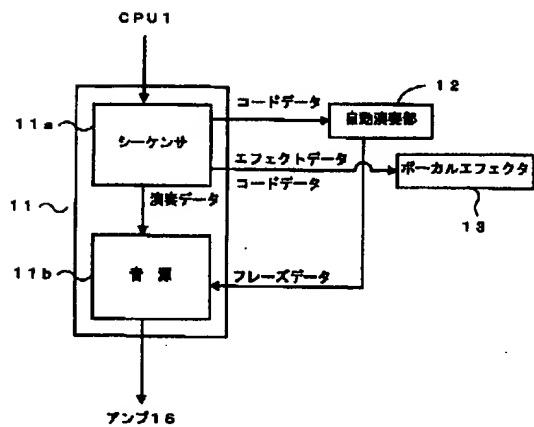 CPU1
コードデータ
12
11a
シーケンサ
自動演奏部
エフェクトデータ
コードデータ
ボーカルエフェクタ
11
演奏データ
13
11b
音源
フレーズデータ
アンプ16